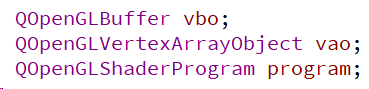 QOpenGLBuffer vbo;
QOpenGLVertexArrayObject vao;
QOpenGLShaderProgram program;